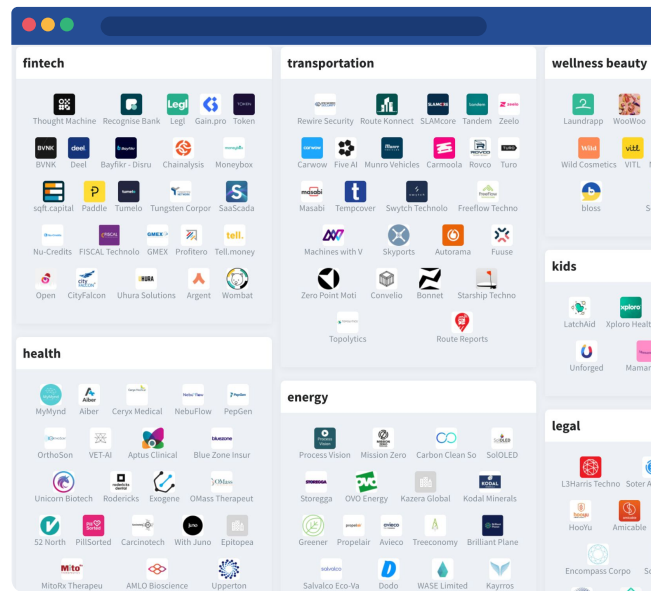 fintech
Thought Machine Recognise Bank Legl Gain.pro Token
BVNK Deel Bayfikr - Disru Chainalysis Moneybox
sqft.capital Paddle Tumelo Tungsten Corpor SaaScada
Nu-Credits FISCAL Technolo GMEX Profitero Tell.money
Open CityFalcon Uhura Solutions Argent Wombat
health
MyMynd Aiber Ceryx Medical NebuFlow PepGen
OrthoSon VET-AI Aptus Clinical Blue Zone Insur
Unicorn Biotech Rodericks Exogene OMass Therapeut
52 North PillSorted Carcinotech With Juno Epitopea
MitoRx Therapeu AMLO Bioscience Upperton
transportation
Rewire Security Route Konnect SLAMcore Tandem Zeelo
Carwow Five AI Munro Vehicles Carmoola Rovco Turo
Masabi Tempcover Swytch Technolo Freeflow Techno
Machines with V Skyports Autorama Fuuse
Zero Point Moti Convelio Bonnet Starship Techno
Topolytics Route Reports
energy
Process Vision Mission Zero Carbon Clean So SolOLED
Storegga OVO Energy Kazera Global Kodal Minerals
Greener Propelair Avieco Treeconomy Brilliant Plane
Salvalco Eco-Va Dodo WASE Limited Kayrros
wellness beauty
Laundrapp WooWoo
Wild Cosmetics VITL
bloss
kids
LatchAid Xploro Healt
Unforged Mamar
legal
L3Harris Techno Soter A
HooYu Amicable
Encompass Corpo